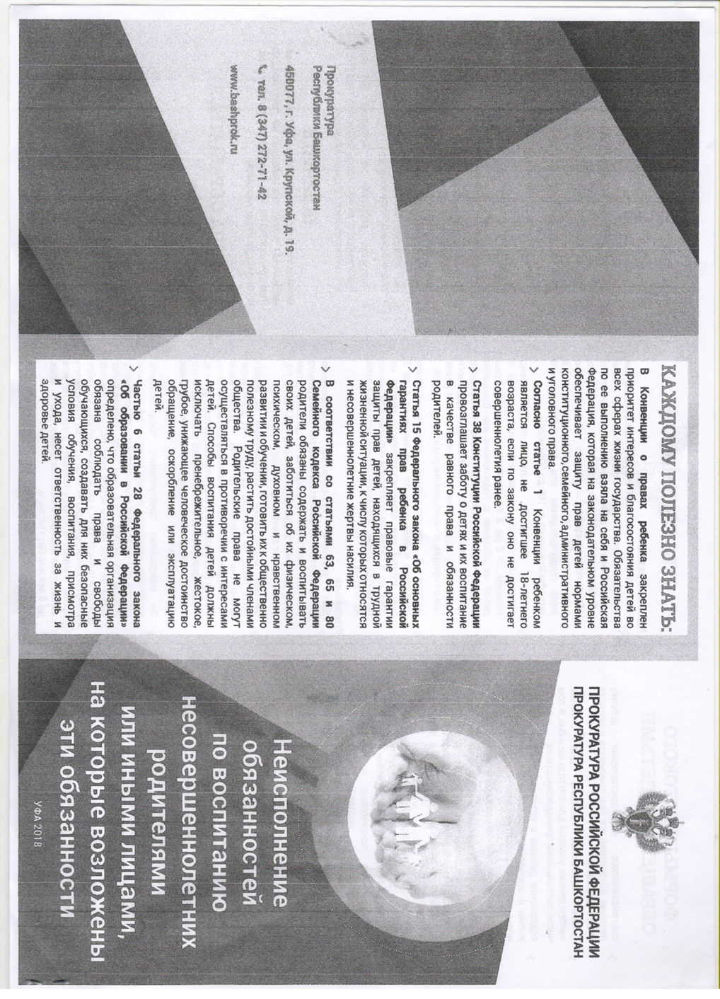 Прокуратура
Республики Башкортостан
450077, г. Уфа, ул. Крупской, д. 19.
тел. 8 (347) 272-71-42
www.bashprok.ru
КАЖДОМУ ПОЛЕЗНО ЗНАТЬ:
В Конвенции о правах ребенка закреплен
приоритет интересов и благосостояния детей во
всех сферах жизни государства. Обязательства
по ее выполнению взяла на себя и Российская
Федерация, которая на законодательном уровне
обеспечивает защиту прав детей нормами
конституционного, семейного, административного
и уголовного права.
Согласно статье 1 Конвенции ребенком
является лицо, не достигшее 18-летнего
возраста, если по закону оно не достигает
совершеннолетия ранее.
Статья 38 Конституции Российской Федерации
провозглашает заботу о детях и их воспитание
в качестве равного права и обязанности
родителей.
Статья 15 Федерального закона «Об основных
гарантиях прав ребенка в Российской
Федерации» закрепляет правовые гарантии
защиты прав детей, находящихся в трудной
жизненной ситуации, к числу которых относятся
и несовершеннолетние жертвы насилия.
В соответствии со статьями 63, 65 и 80
Семейного кодекса Российской Федерации
родители обязаны содержать и воспитывать
своих детей, заботиться об их физическом,
психическом, духовном и нравственном
развитии и обучении, готовить их к общественно
полезному труду, растить достойными членами
общества. Родительские права не могут
осуществляться в противоречии с интересами
детей. Способы воспитания детей должны
исключать пренебрежительное, жестокое,
грубое, унижающее человеческое достоинство
обращение, оскорбление или эксплуатацию
детей.
Частью 6 статьи 28 Федерального закона
«Об образовании в Российской Федерации»
определено, что образовательная организация
обязана соблюдать права и свободы
обучающихся, создавать для них безопасные
условия обучения, воспитания, присмотра
и ухода, несет ответственность за жизнь и
здоровье детей.
ПРОКУРАТУРА РОССИЙСКОЙ ФЕДЕРАЦИИ
ПРОКУРАТУРА РЕСПУБЛИКИ БАШКОРТОСТАН
Неисполнение
обязанностей
по воспитанию
несовершеннолетних
родителями
или иными лицами,
на которые возложены
эти обязанности
УФА 2018